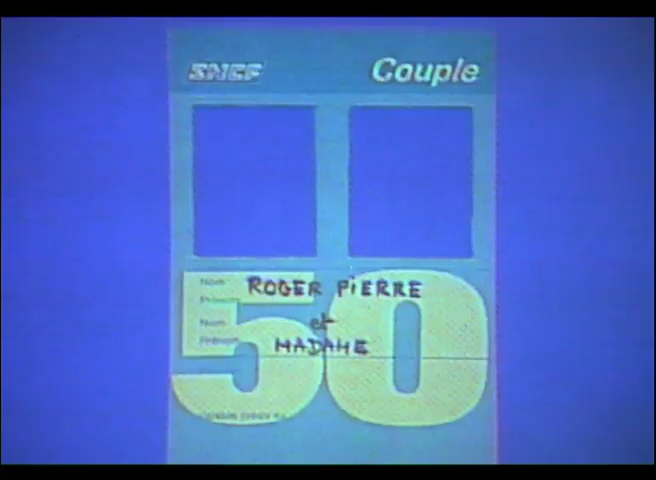 SNCF
Couple
50
Nom
Prénom
ROGER PIERRE
et
Nom
Prénom
MADAME